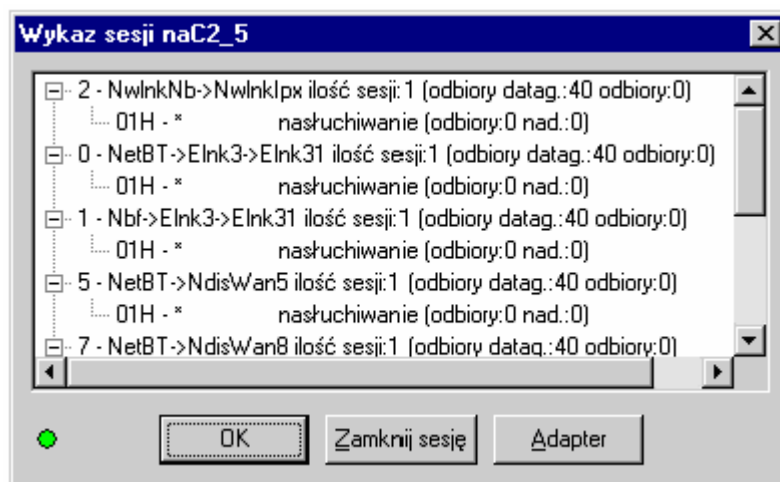 Wykaz sesji naC2_5
2 - NwlnkNb->NwlnkIpx ilość sesji:1 (odbiory datag.:40 odbiory:0)
01H - * nasłuchiwanie (odbiory:0 nad.:0)
0 - NetBT->Elnk3->Elnk31 ilość sesji:1 (odbiory datag.:40 odbiory:0)
01H - * nasłuchiwanie (odbiory:0 nad.:0)
1 - Nbf->Elnk3->Elnk31 ilość sesji:1 (odbiory datag.:40 odbiory:0)
01H - * nasłuchiwanie (odbiory:0 nad.:0)
5 - NetBT->NdisWan5 ilość sesji:1 (odbiory datag.:40 odbiory:0)
01H - * nasłuchiwanie (odbiory:0 nad.:0)
7 - NetBT->NdisWan8 ilość sesji:1 (odbiory datag.:40 odbiory:0)
OK Zamknij sesję Adapter